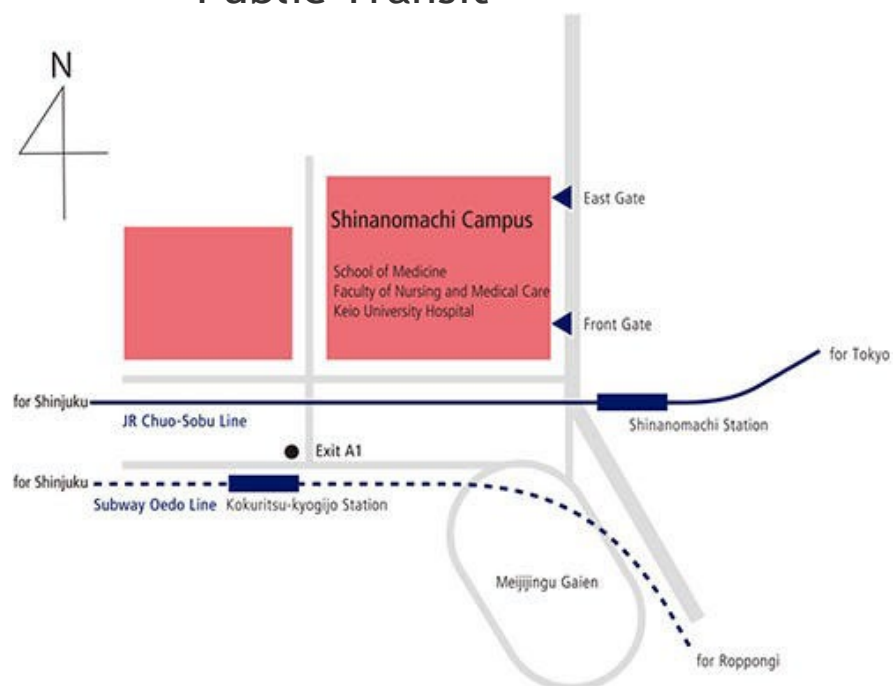 Public Transit
N
East Gate
Shinanomachi Campus
School of Medicine
Faculty of Nursing and Medical Care
Keio University Hospital
Front Gate
for Tokyo
for Shinjuku
JR Chuo-Sobu Line
Shinanomachi Station
Exit A1
for Shinjuku
Subway Oedo Line
Kokuritsu-kyogijo Station
Meijijingu Gaien
for Roppongi